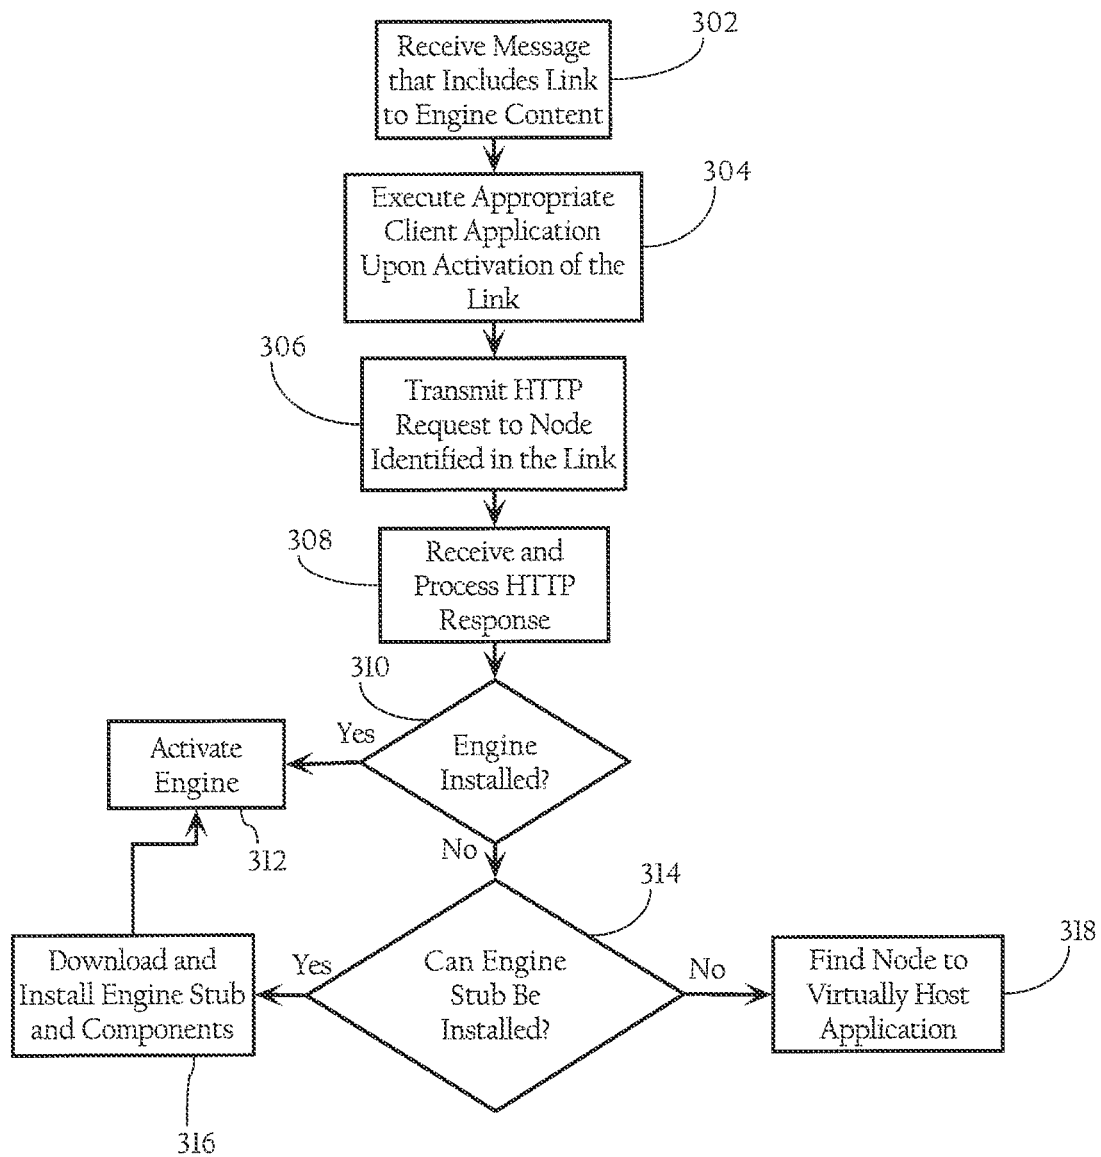 302
Receive Message
that Includes Link
to Engine Content
304
Execute Appropriate
Client Application
Upon Activation of the
Link
306
Transmit HTTP
Request to Node
Identified in the Link
308
Receive and
Process HTTP
Response
310
Yes
Engine
Installed?
Activate
Engine
312
No
314
Can Engine
Stub Be
Installed?
Yes
No
Download and
Install Engine Stub
and Components
316
318
Find Node to
Virtually Host
Application